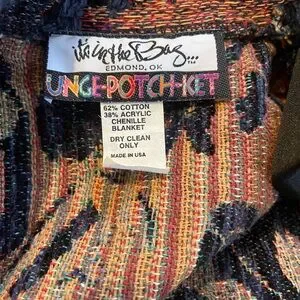 it's in the Bag...
EDMOND, OK
UNGE-POTCH-KET
62% COTTON
38% ACRYLIC
CHENILLE
BLANKET
DRY CLEAN
ONLY
MADE IN USA